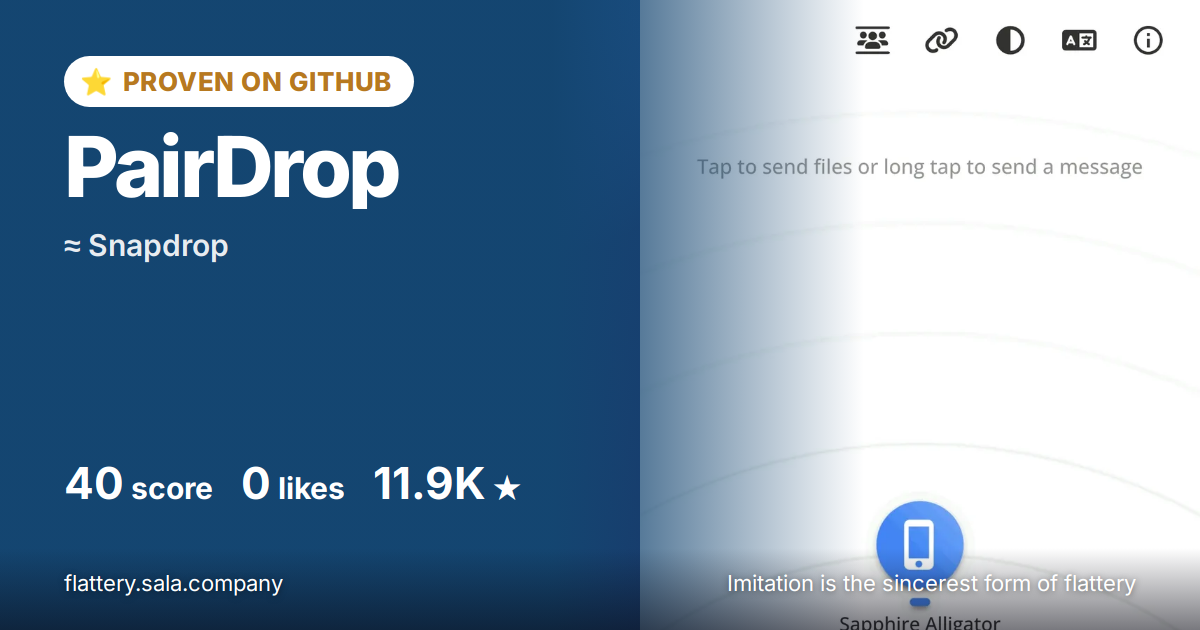 ⭐ PROVEN ON GITHUB
PairDrop
≈ Snapdrop
40 score 0 likes 11.9K ★
flattery.sala.company
Tap to send files or long tap to send a message
Imitation is the sincerest form of flattery
Sapphire Alligator